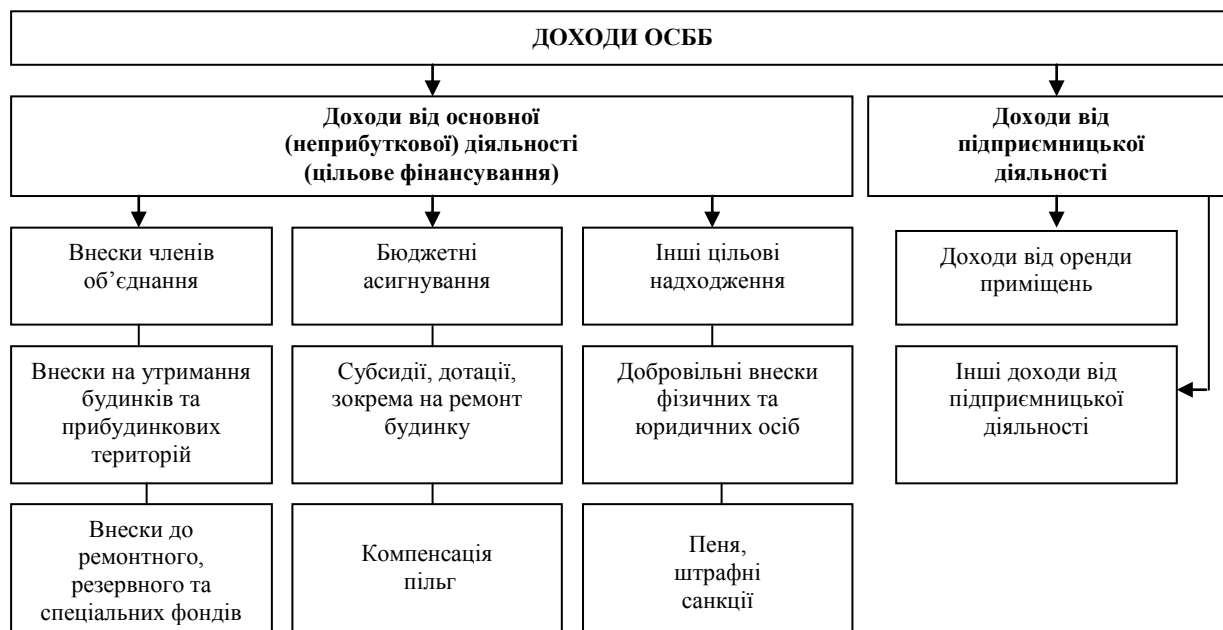 ДОХОДИ ОСББ
Доходи від основної
(неприбуткової) діяльності
(цільове фінансування)
Доходи від
підприємницької
діяльності
Внески членів
об’єднання
Бюджетні
асигнування
Інші цільові
надходження
Доходи від оренди
приміщень
Внески на утримання
будинків та
прибудинкових
територій
Субсидії, дотації,
зокрема на ремонт
будинку
Добровільні внески
фізичних та
юридичних осіб
Інші доходи від
підприємницької
діяльності
Внески до
ремонтного,
резервного та
спеціальних фондів
Компенсація
пільг
Пеня,
штрафні
санкції